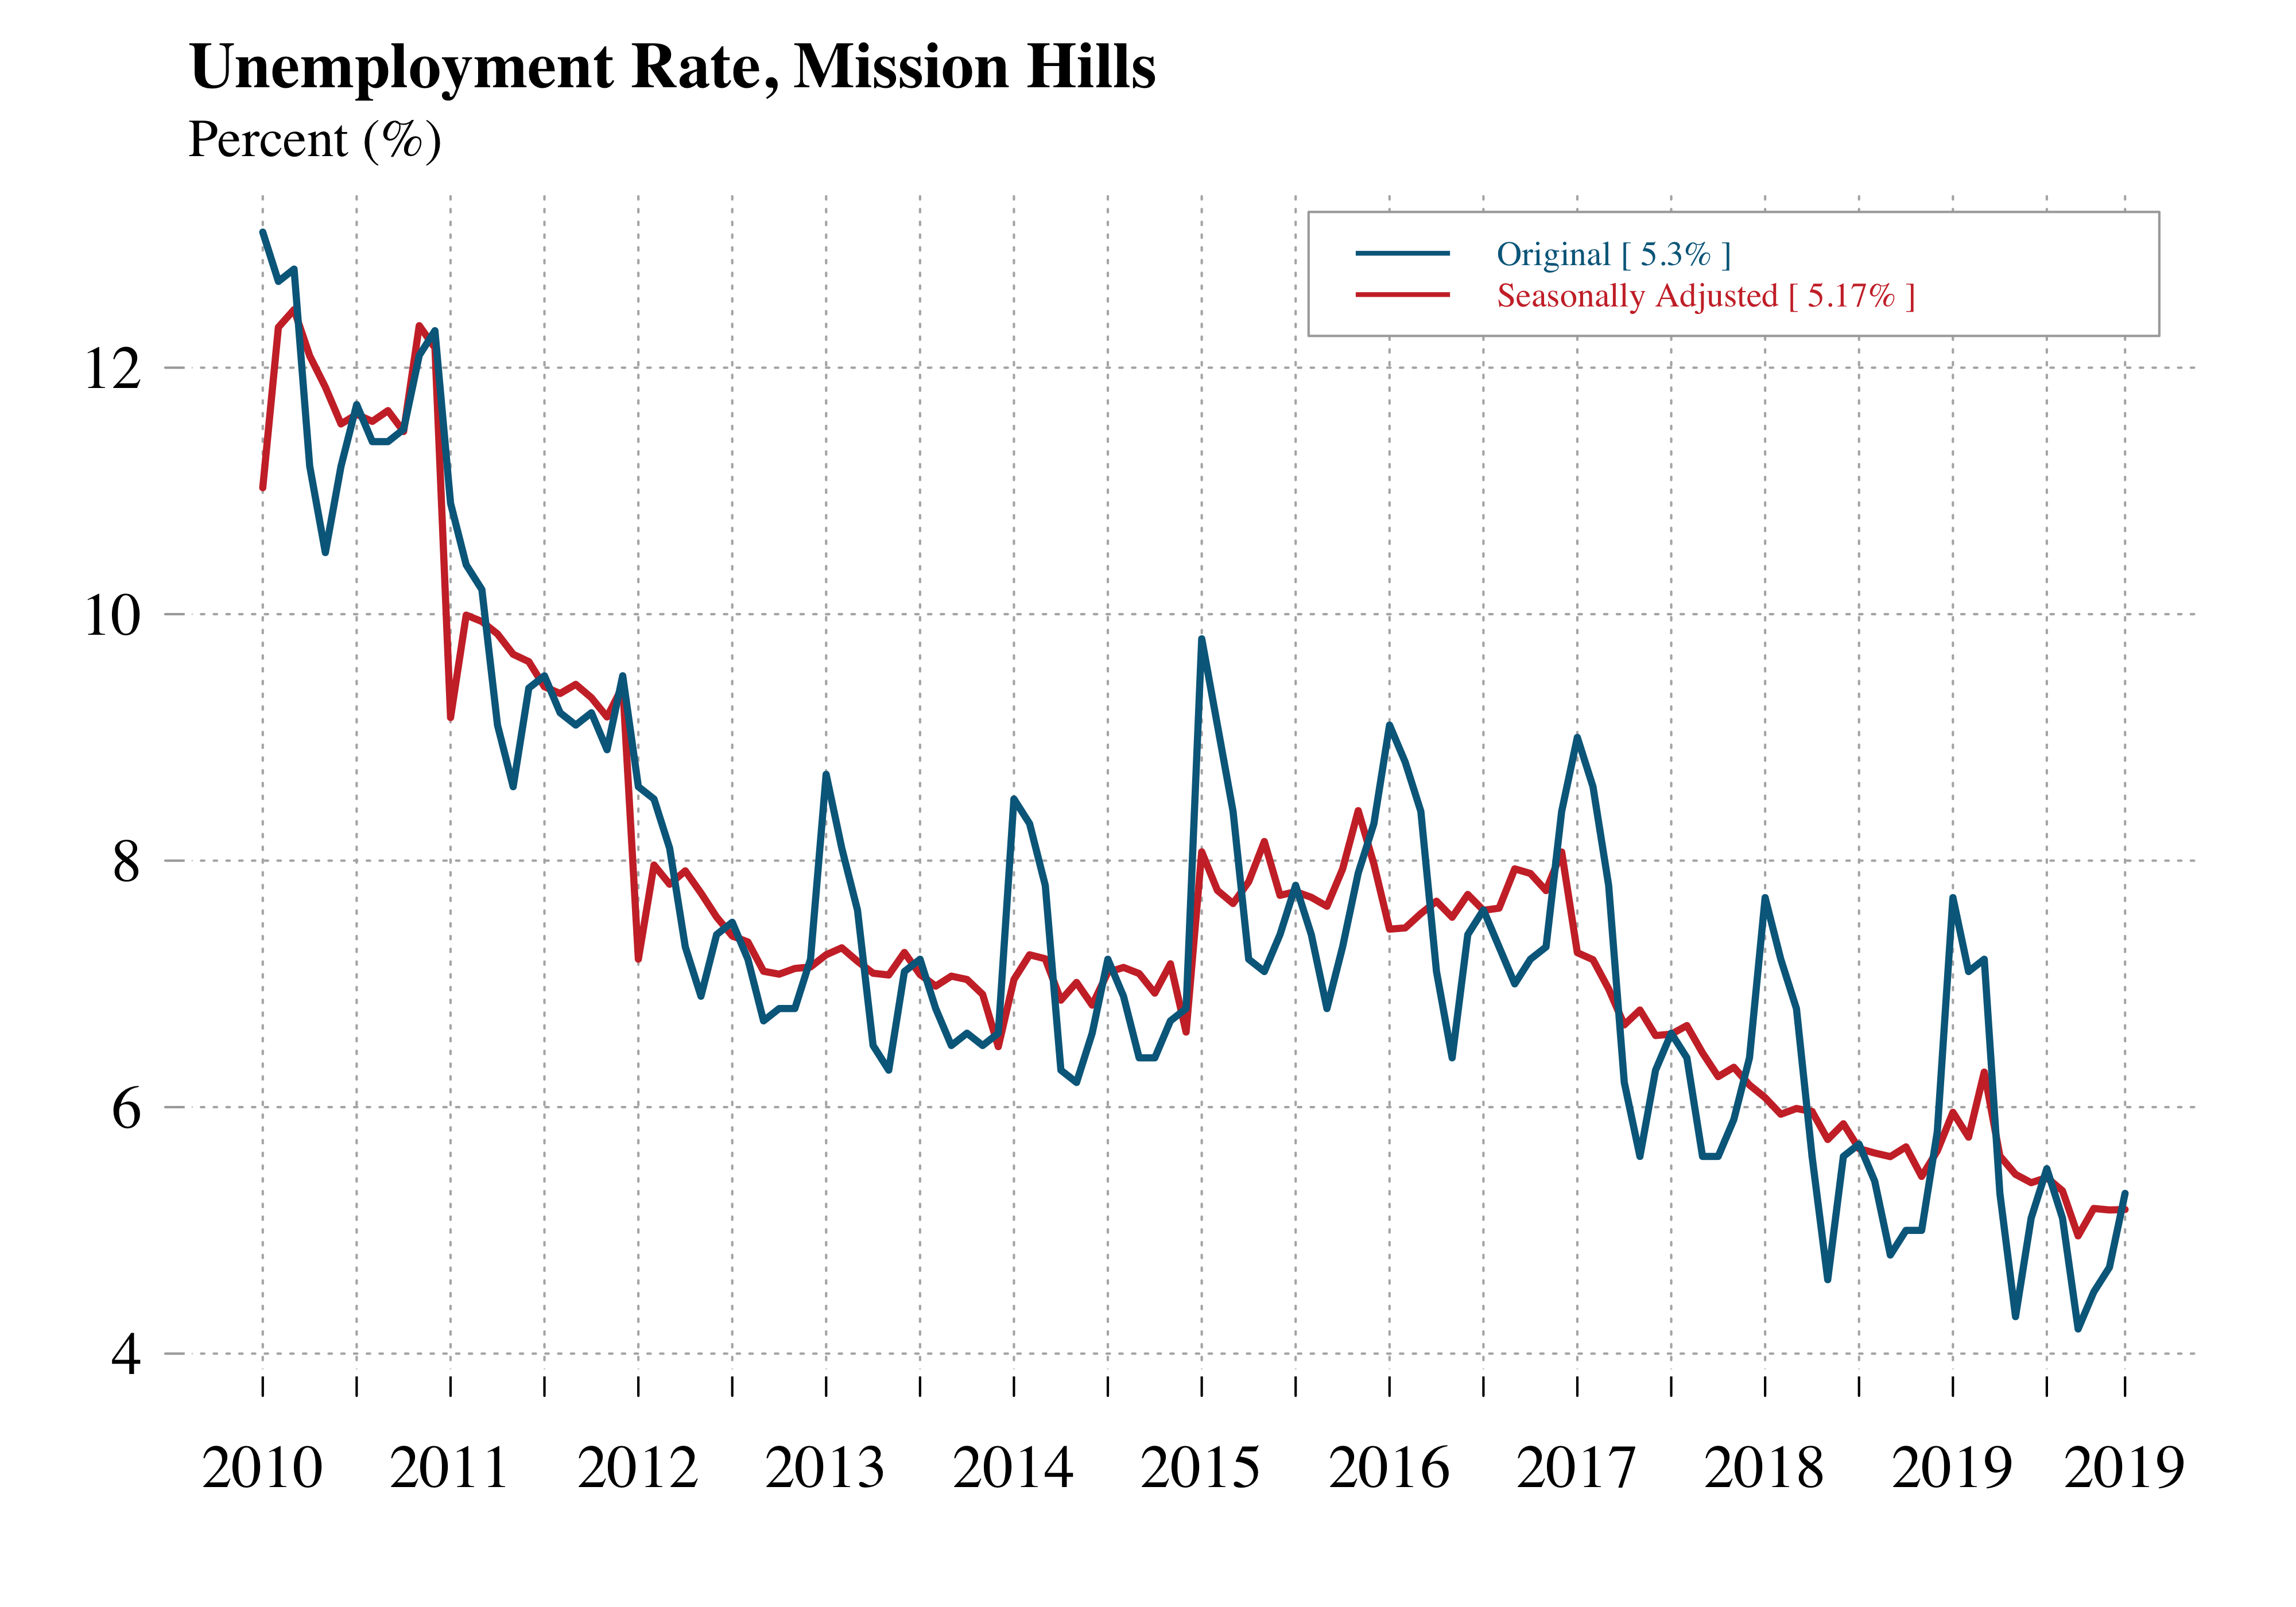 Unemployment Rate, Mission Hills
Percent (%)
Original [ 5.3% ]
Seasonally Adjusted [ 5.17% ]
12
10
8
6
4
2010 2011 2012 2013 2014 2015 2016 2017 2018 2019 2019